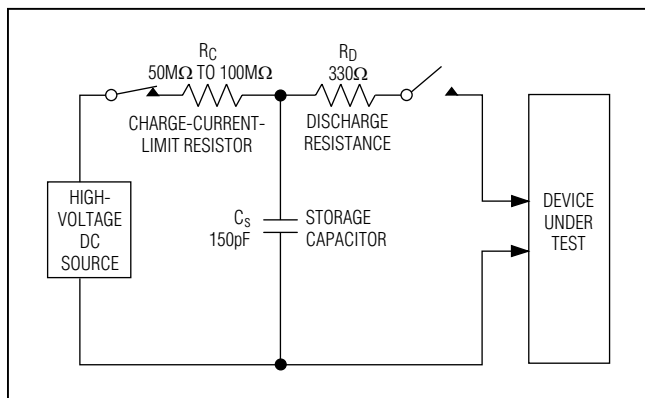 R_C
50MΩ TO 100MΩ
CHARGE-CURRENT-
LIMIT RESISTOR
R_D
330Ω
DISCHARGE
RESISTANCE
HIGH-
VOLTAGE
DC
SOURCE
C_S
150pF
STORAGE
CAPACITOR
DEVICE
UNDER
TEST